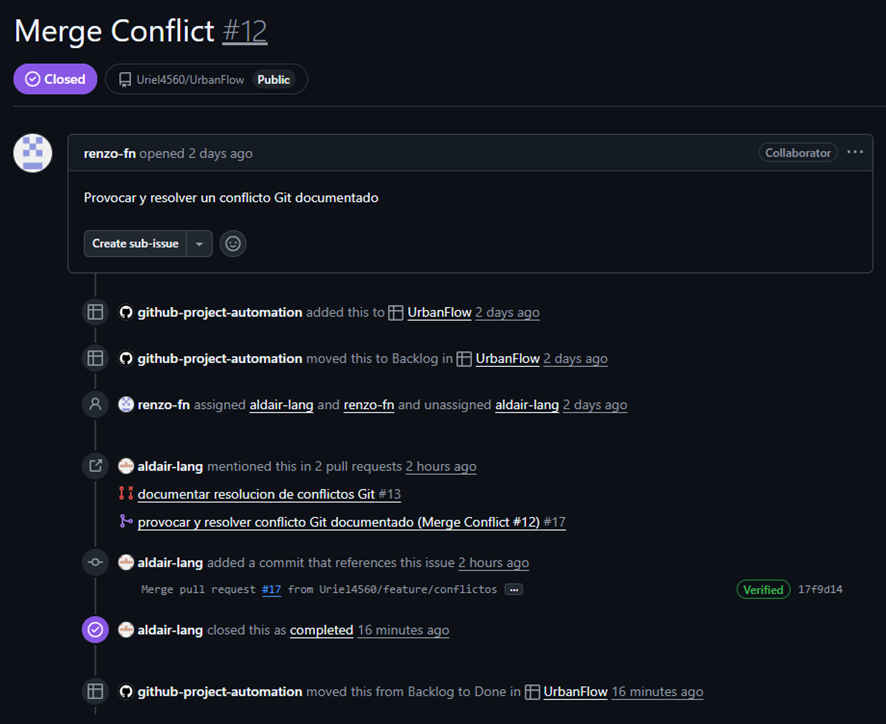 Merge Conflict #12
Closed Uriel4560/UrbanFlow Public
renzo-fn opened 2 days ago Collaborator ...
Provocar y resolver un conflicto Git documentado
Create sub-issue
github-project-automation added this to UrbanFlow 2 days ago
github-project-automation moved this to Backlog in UrbanFlow 2 days ago
renzo-fn assigned aldair-lang and renzo-fn and unassigned aldair-lang 2 days ago
aldair-lang mentioned this in 2 pull requests 2 hours ago
documentar resolucion de conflictos Git #13
provocar y resolver conflicto Git documentado (Merge Conflict #12) #17
aldair-lang added a commit that references this issue 2 hours ago
Merge pull request #17 from Uriel4560/feature/conflictos ... Verified 17f9d14
aldair-lang closed this as completed 16 minutes ago
github-project-automation moved this from Backlog to Done in UrbanFlow 16 minutes ago